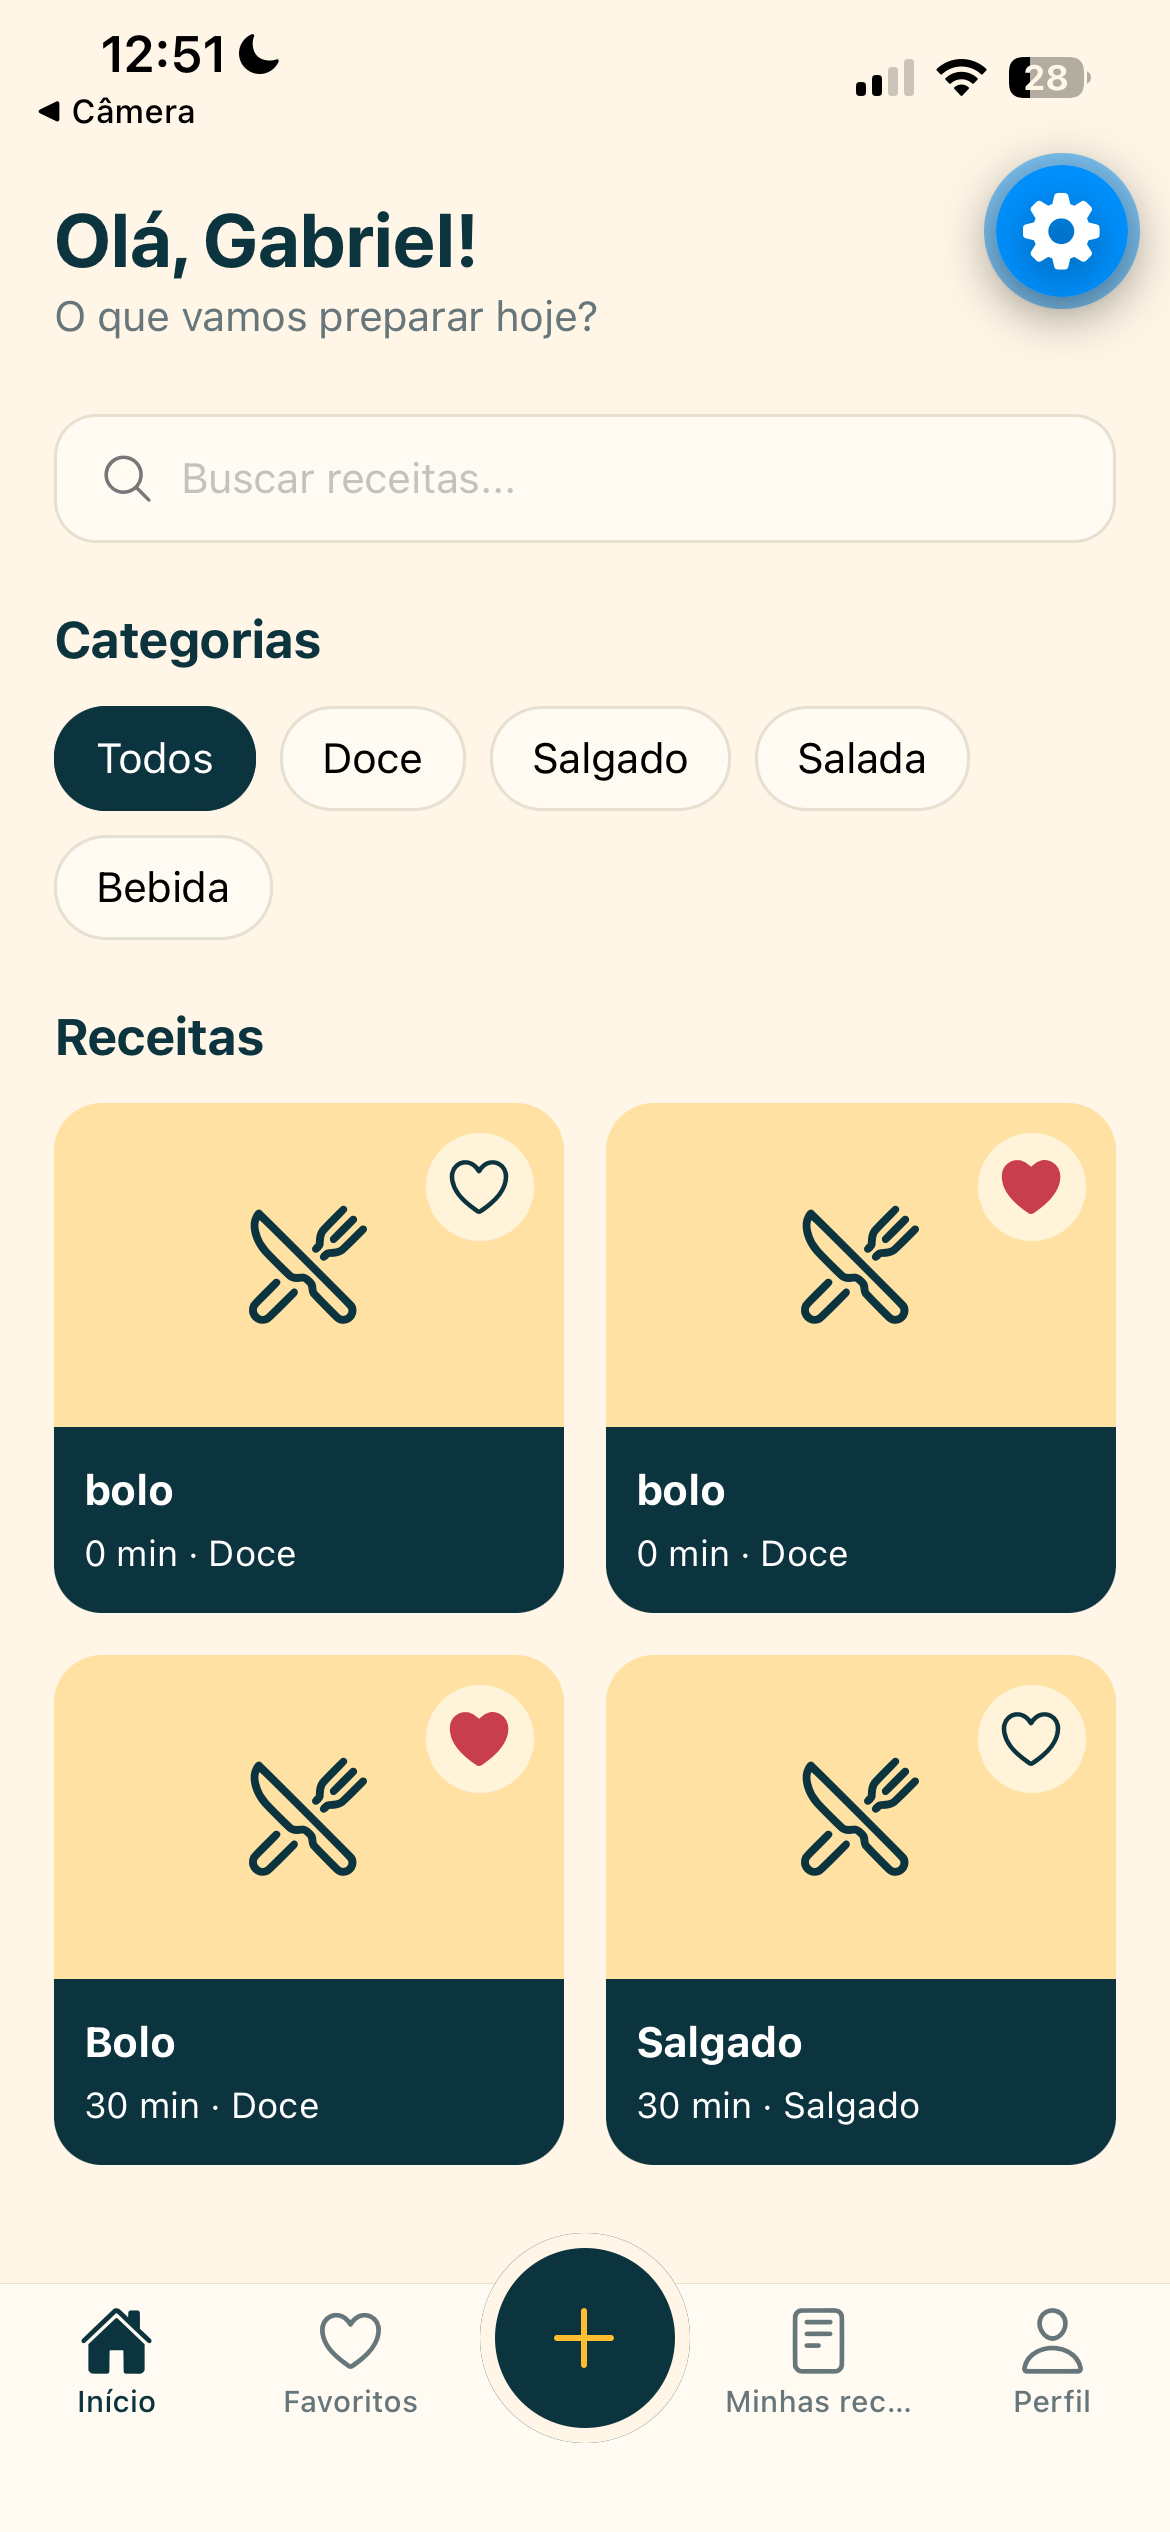 12:51
28
◀ Câmera
Olá, Gabriel!
O que vamos preparar hoje?
Buscar receitas...
Categorias
Todos
Doce
Salgado
Salada
Bebida
Receitas
bolo
0 min · Doce
bolo
0 min · Doce
Bolo
30 min · Doce
Salgado
30 min · Salgado
Início
Favoritos
Minhas rec...
Perfil